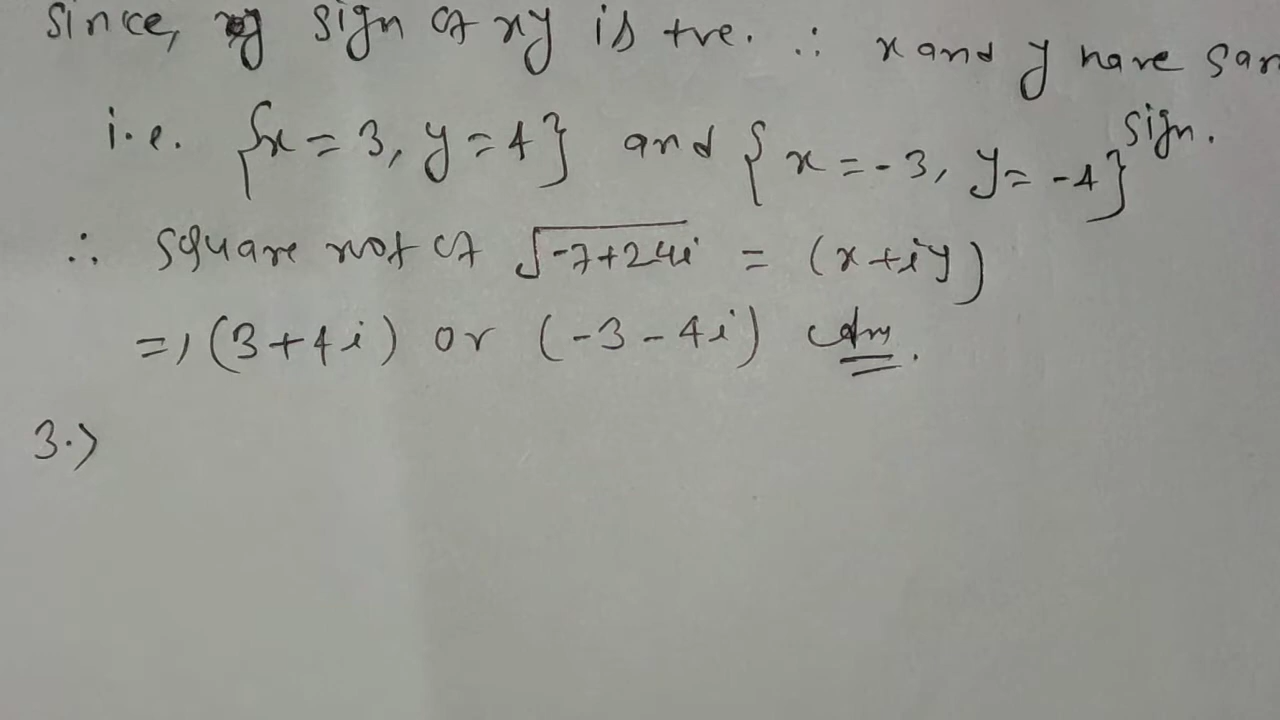 Since, sign of xy is +ve. ∴ x and y have sam
sign.
i.e. {x = 3, y = 4} and {x = -3, y = -4}
∴ square root of √-7+24i = (x+iy)
=) (3+4i) or (-3-4i) Ans.
3.)